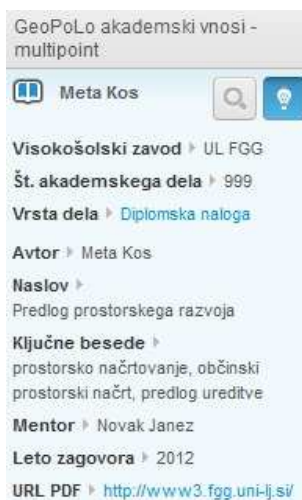 GeoPoLo akademski vnosi -
multipoint
Meta Kos
Visokošolski zavod UL FGG
Št. akademskega dela 999
Vrsta dela Diplomska naloga
Avtor Meta Kos
Naslov
Predlog prostorskega razvoja
Ključne besede
prostorsko načrtovanje, občinski
prostorski načrt, predlog ureditve
Mentor Novak Janez
Leto zagovora 2012
URL PDF http://www3.fgg.uni-lj.si/